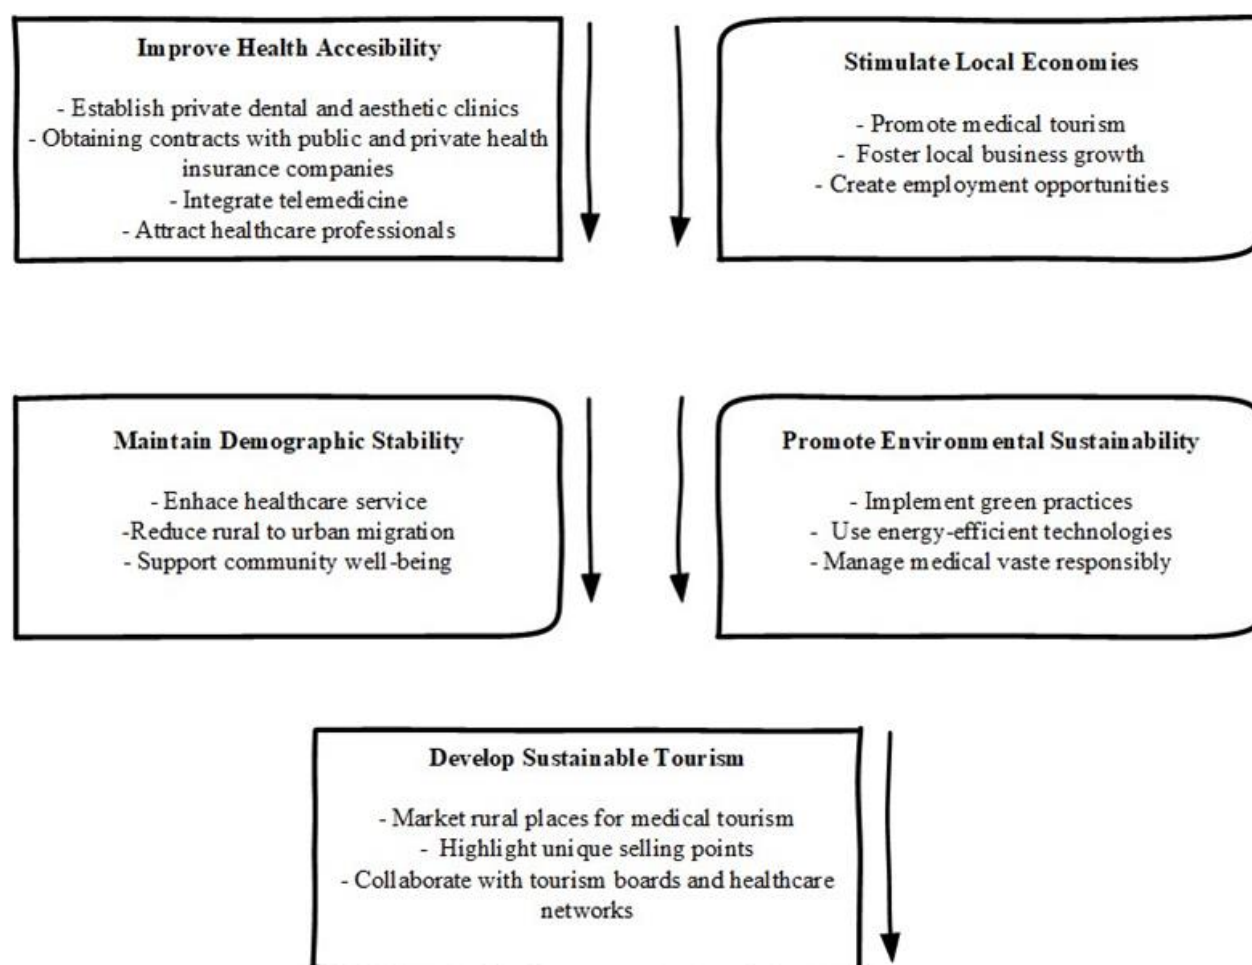 Improve Health Accesibility
- Establish private dental and aesthetic clinics
- Obtaining contracts with public and private health
insurance companies
- Integrate telemedicine
- Attract healthcare professionals
Stimulate Local Economies
- Promote medical tourism
- Foster local business growth
- Create employment opportunities
Maintain Demographic Stability
- Enhace healthcare service
-Reduce rural to urban migration
- Support community well-being
Promote Environmental Sustainability
- Implement green practices
- Use energy-efficient technologies
- Manage medical vaste responsibly
Develop Sustainable Tourism
- Market rural places for medical tourism
- Highlight unique selling points
- Collaborate with tourism boards and healthcare
networks